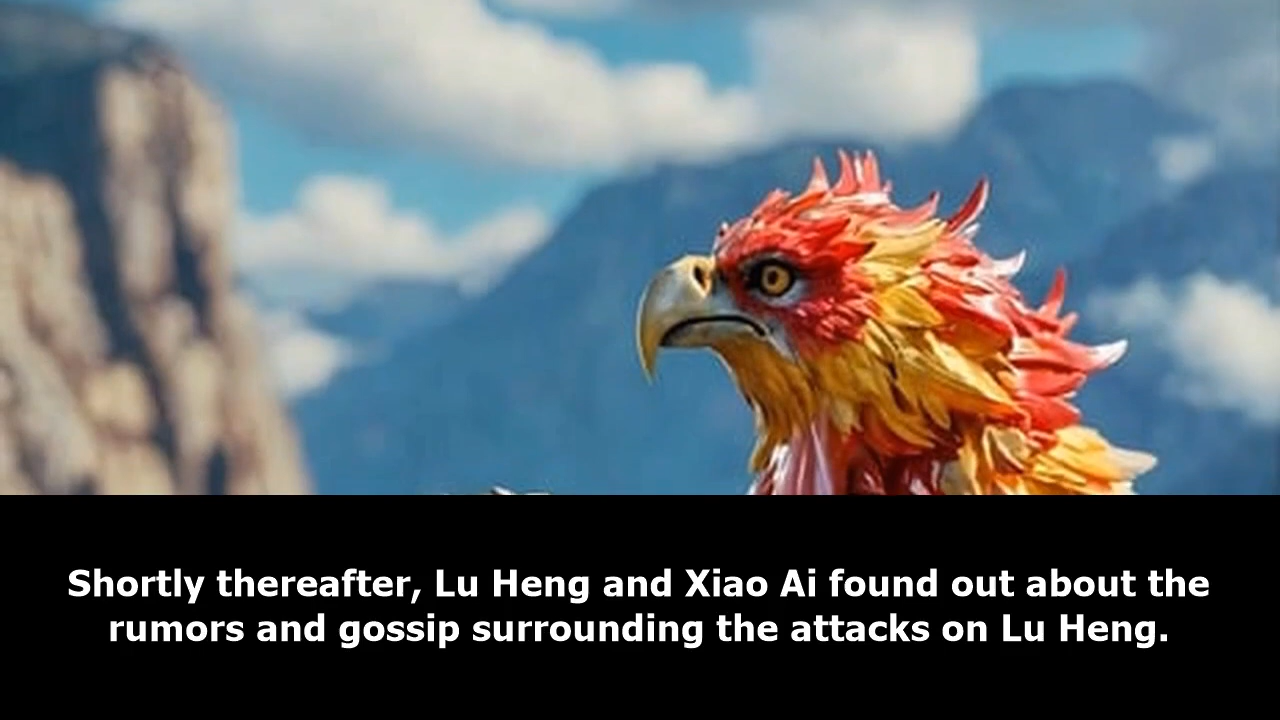 Shortly thereafter, Lu Heng and Xiao Ai found out about the
rumors and gossip surrounding the attacks on Lu Heng.